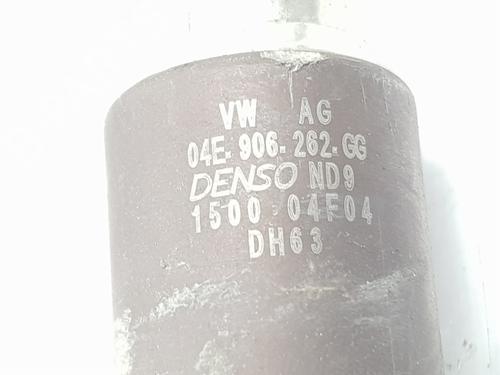 VW AG
04E-906-262-GG
DENSO ND9
1500 04F04
DH63